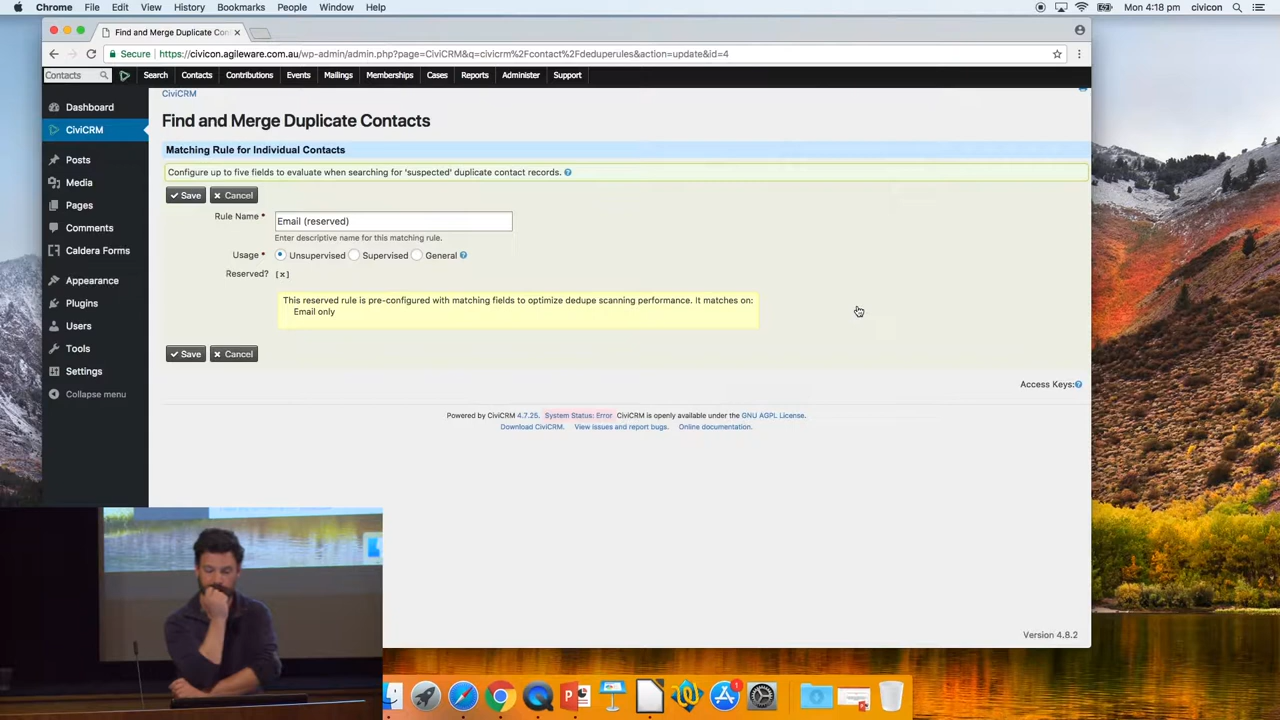 Chrome File Edit View History Bookmarks People Window Help
Mon 4:18 pm civicon
Find and Merge Duplicate Cont
Secure https://civicon.agileware.com.au/wp-admin/admin.php?page=CiviCRM&q=civicrm%2Fcontact%2Fdeduperules&action=update&id=4
Contacts Search Contacts Contributions Events Mailings Memberships Cases Reports Administer Support
Dashboard
CiviCRM
Posts
Media
Pages
Comments
Caldera Forms
Appearance
Plugins
Users
Tools
Settings
Collapse menu
CiviCRM
Find and Merge Duplicate Contacts
Matching Rule for Individual Contacts
Configure up to five fields to evaluate when searching for 'suspected' duplicate contact records. ?
Save Cancel
Rule Name * Email (reserved)
Enter descriptive name for this matching rule.
Usage * Unsupervised Supervised General ?
Reserved? [x]
This reserved rule is pre-configured with matching fields to optimize dedupe scanning performance. It matches on:
Email only
Save Cancel
Access Keys: ?
Powered by CiviCRM 4.7.25. System Status: Error CiviCRM is openly available under the GNU AGPL License.
Download CiviCRM. View issues and report bugs. Online documentation.
Version 4.8.2
1